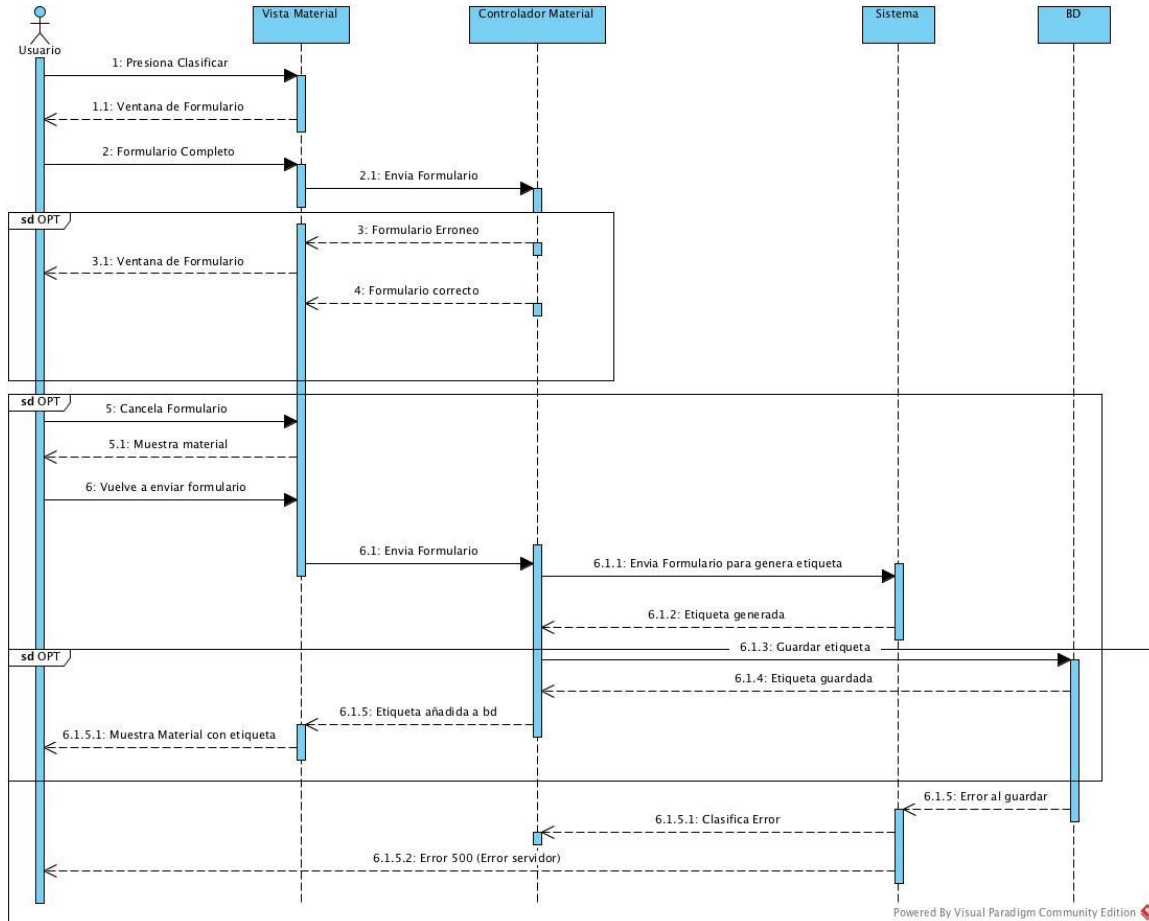 Usuario
Vista Material
Controlador Material
Sistema
BD
1: Presiona Clasificar
1.1: Ventana de Formulario
2: Formulario Completo
2.1: Envia Formulario
sd OPT
3: Formulario Erroneo
3.1: Ventana de Formulario
4: Formulario correcto
sd OPT
5: Cancela Formulario
5.1: Muestra material
6: Vuelve a enviar formulario
6.1: Envia Formulario
6.1.1: Envia Formulario para genera etiqueta
6.1.2: Etiqueta generada
sd OPT
6.1.3: Guardar etiqueta
6.1.4: Etiqueta guardada
6.1.5: Etiqueta añadida a bd
6.1.5.1: Muestra Material con etiqueta
6.1.5: Error al guardar
6.1.5.1: Clasifica Error
6.1.5.2: Error 500 (Error servidor)
Powered By Visual Paradigm Community Edition